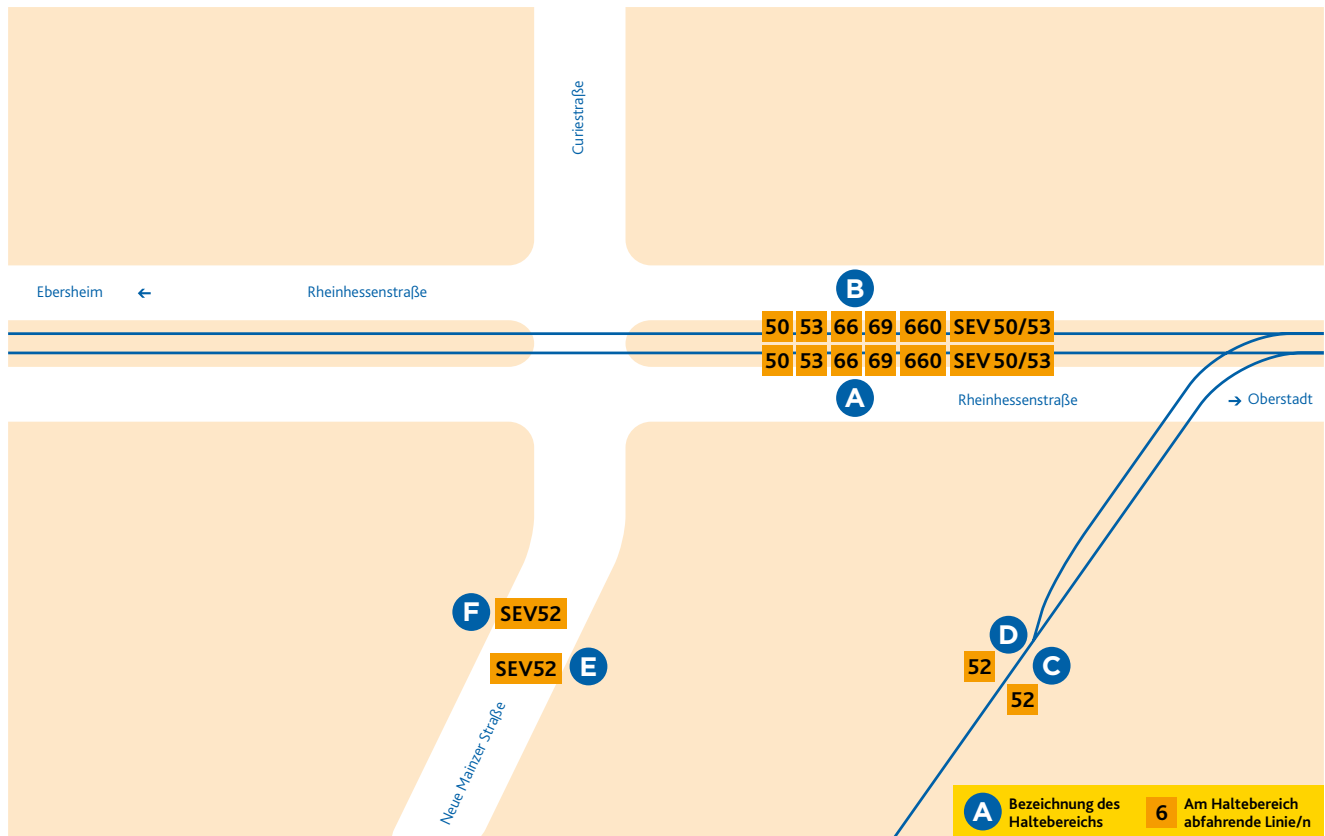 Curiestraße
Ebersheim ←
Rheinhessenstraße
B
50 53 66 69 660 SEV 50/53
50 53 66 69 660 SEV 50/53
A
Rheinhessenstraße
→ Oberstadt
F SEV52
SEV52 E
D
52
C
52
Neue Mainzer Straße
A Bezeichnung des
Haltebereichs
6 Am Haltebereich
abfahrende Linie/n